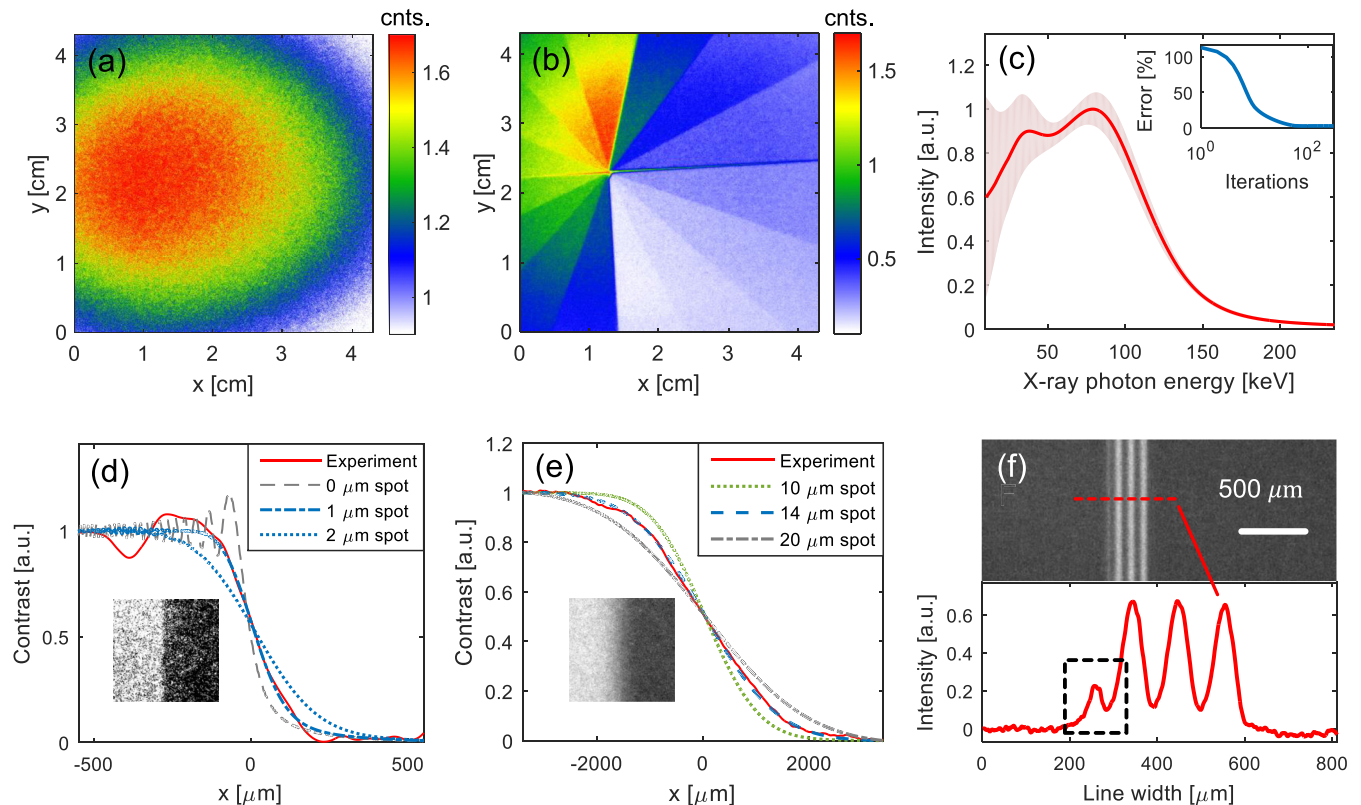 cnts.
(a)
y [cm]
4
3
2
1
0
0 1 2 3 4
x [cm]
1.6
1.4
1.2
1
cnts.
(b)
y [cm]
4
3
2
1
0
0 1 2 3 4
x [cm]
1.5
1
0.5
(c)
Intensity [a.u.]
1.2
1
0.8
0.6
0.4
0.2
0
50 100 150 200
X-ray photon energy [keV]
Error [%]
100
50
0
10^0 10^2
Iterations
(d)
Contrast [a.u.]
1
0.5
0
-500 0 500
x [μm]
Experiment
0 μm spot
1 μm spot
2 μm spot
(e)
Contrast [a.u.]
1.2
1.0
0.8
0.6
0.4
0.2
0
-2000 0 2000
x [μm]
Experiment
10 μm spot
14 μm spot
20 μm spot
(f)
500 μm
Intensity [a.u.]
0.6
0.4
0.2
0
0 200 400 600 800
Line width [μm]